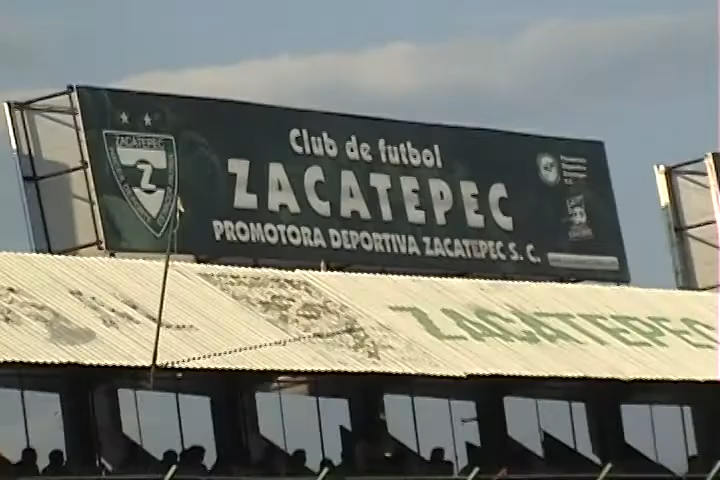 ZACATEPEC
Z
Club de futbol
ZACATEPEC
PROMOTORA DEPORTIVA ZACATEPEC S. C.
ZACATEPEC